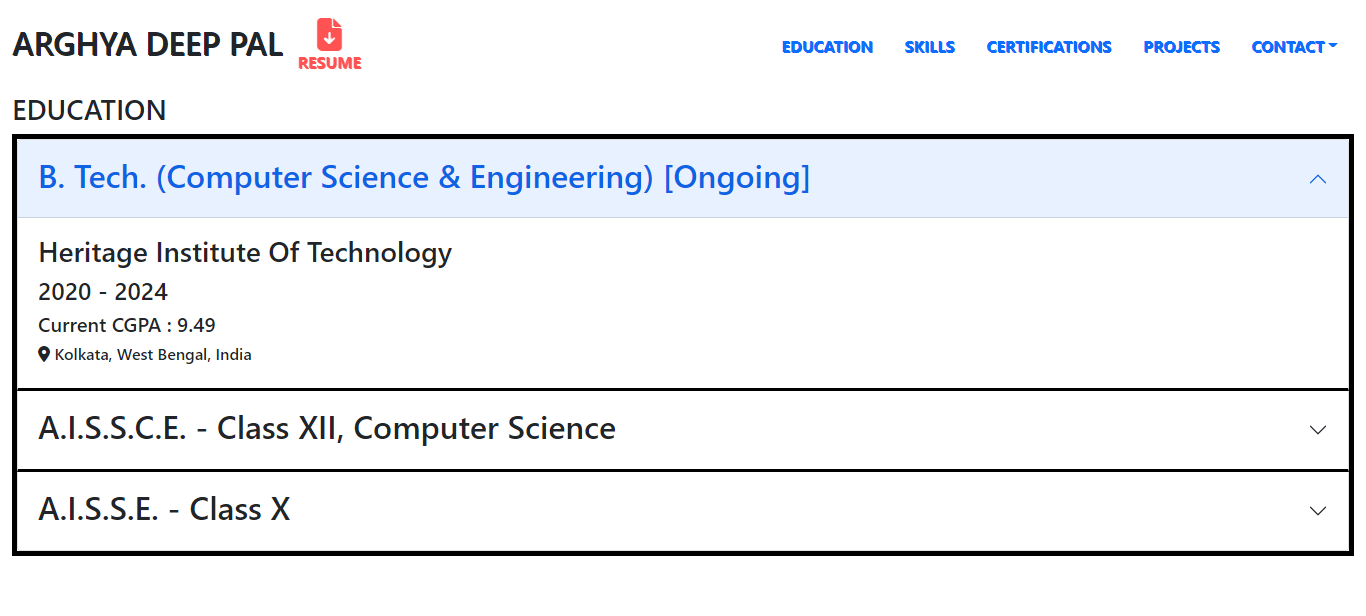 ARGHYA DEEP PAL
RESUME
EDUCATION SKILLS CERTIFICATIONS PROJECTS CONTACT
EDUCATION
B. Tech. (Computer Science & Engineering) [Ongoing]
Heritage Institute Of Technology
2020 - 2024
Current CGPA : 9.49
Kolkata, West Bengal, India
A.I.S.S.C.E. - Class XII, Computer Science
A.I.S.S.E. - Class X